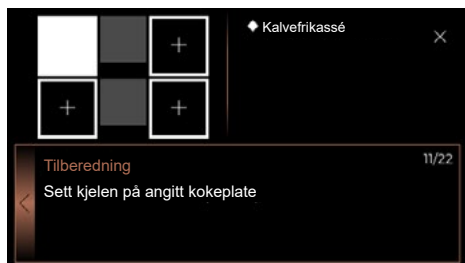 Kalvefrikassé
Tilberedning
11/22
Sett kjelen på angitt kokeplate